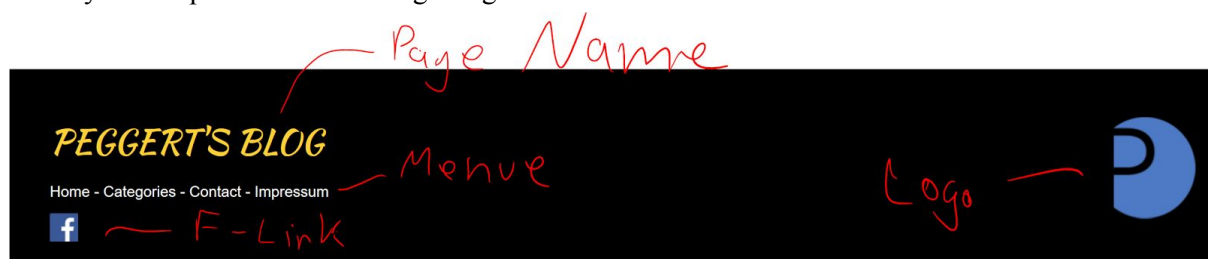 Page Name
PEGGERT'S BLOG
Home - Categories - Contact - Impressum
Menue
f
F-Link
Logo
P